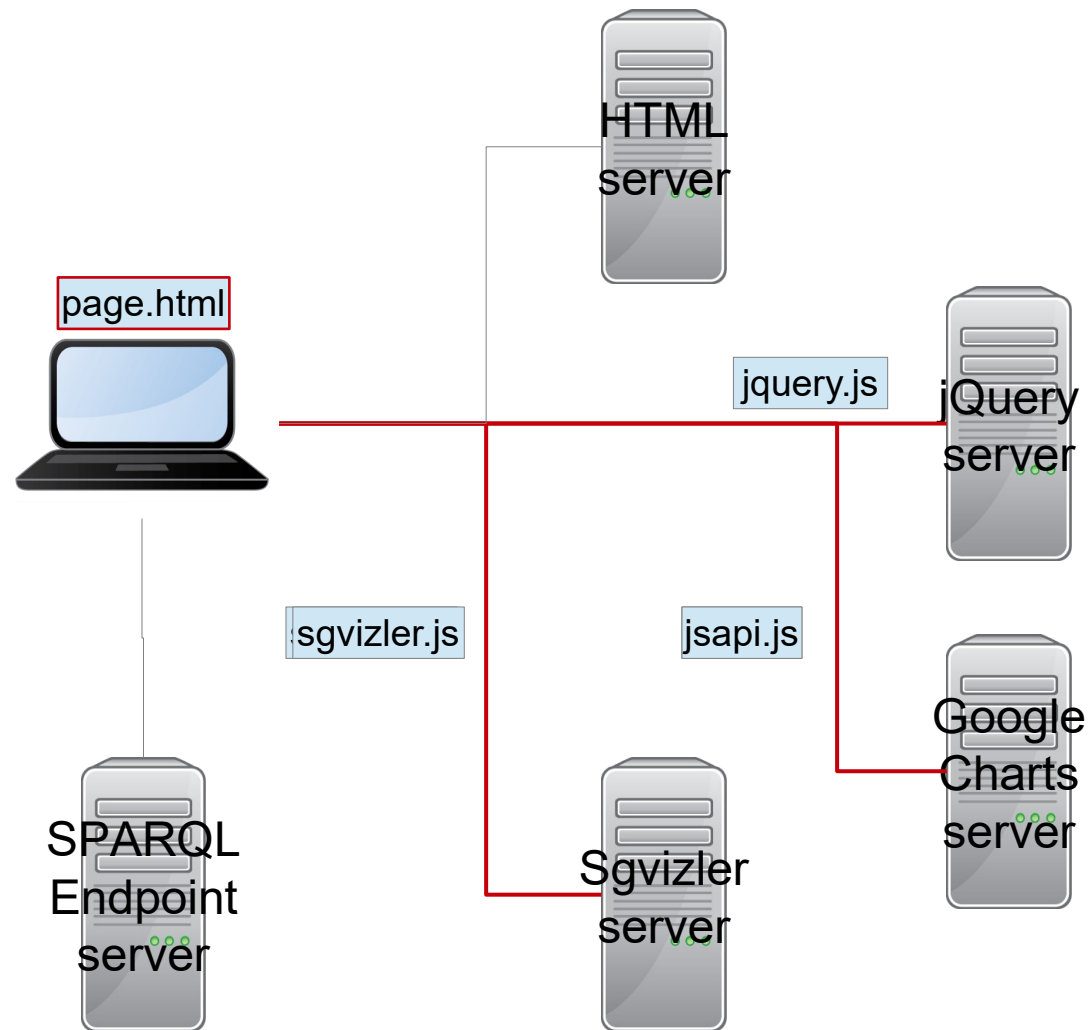 HTML
server
page.html
jquery.js
jQuery
server
sgvizler.js
jsapi.js
Google
Charts
server
SPARQL
Endpoint
server
Sgvizler
server